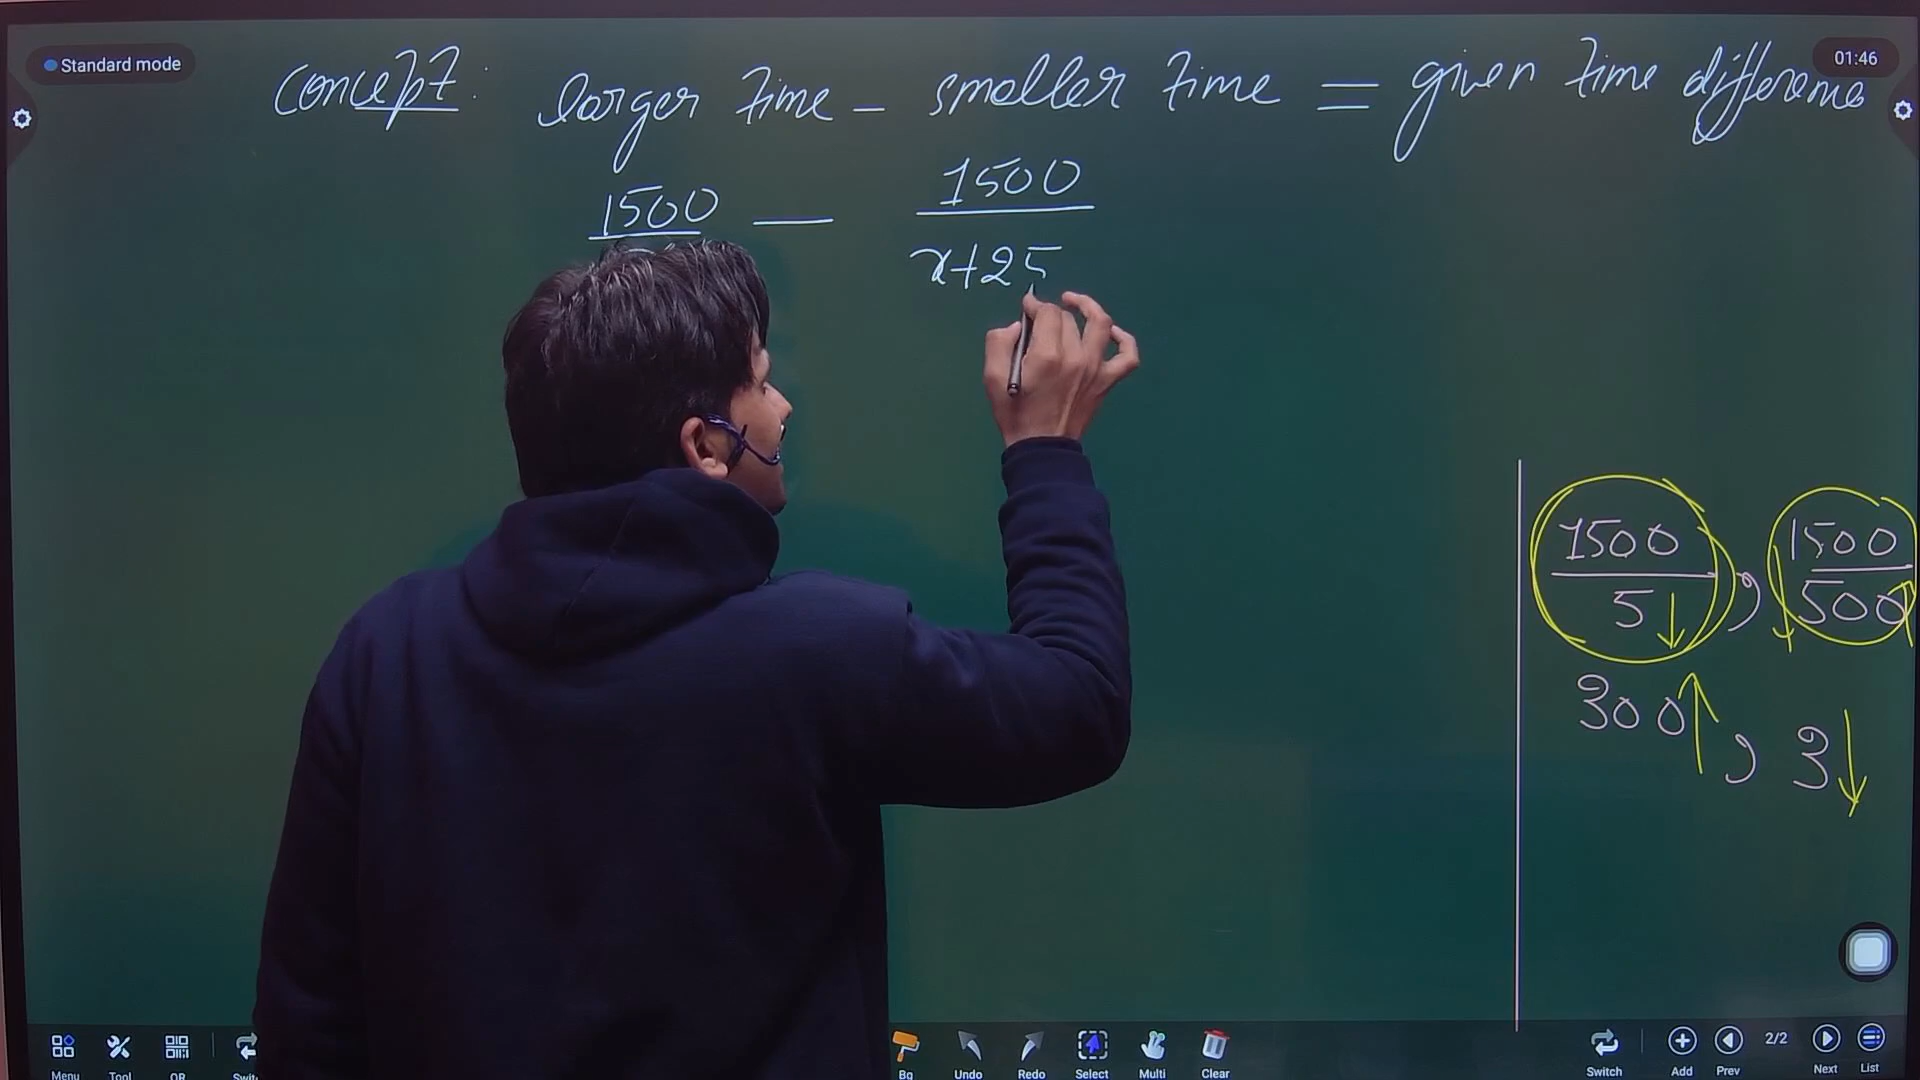 Standard mode
01:46
concept: larger time – smaller time = given time difference
1500 — 1500
x+250
1500 , 1500
5↓ 500↑
300↑ , 3↓
Menu Tool QR Bg Undo Redo Select Multi Clear Switch Add Prev 2/2 Next List